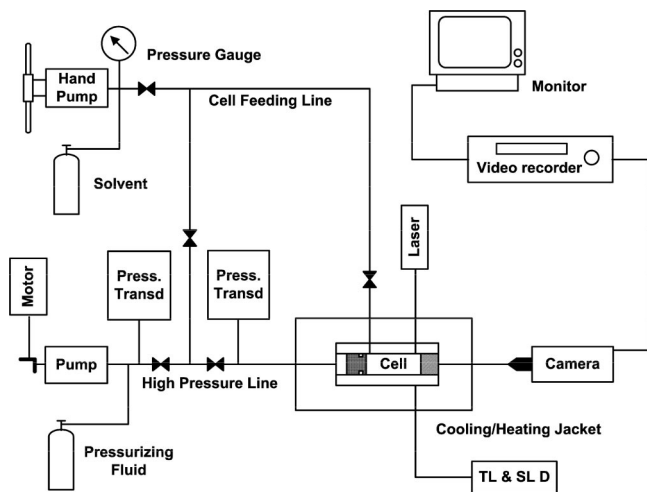 Pressure Gauge
Hand
Pump
Cell Feeding Line
Monitor
Video recorder
Solvent
Laser
Motor
Press.
Transd
Press.
Transd
Pump
High Pressure Line
Cell
Camera
Cooling/Heating Jacket
Pressurizing
Fluid
TL & SL D